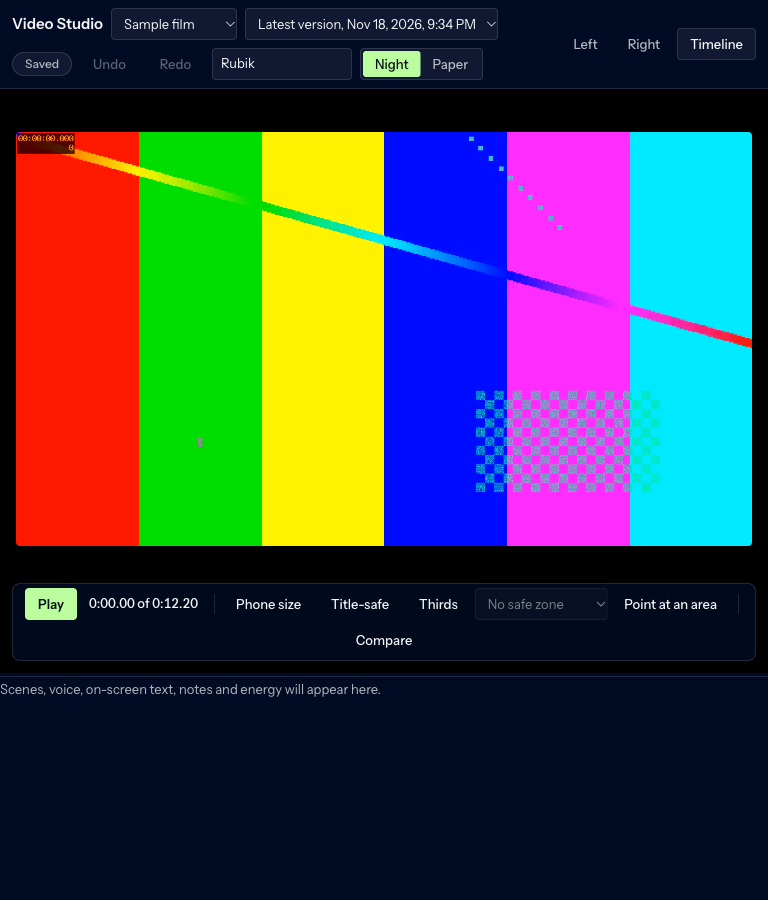 Video Studio
Sample film
Latest version, Nov 18, 2026, 9:34 PM
Left
Right
Timeline
Saved
Undo
Redo
Rubik
Night
Paper
00:00:00.000
0
Play
0:00.00 of 0:12.20
Phone size
Title-safe
Thirds
No safe zone
Point at an area
Compare
Scenes, voice, on-screen text, notes and energy will appear here.